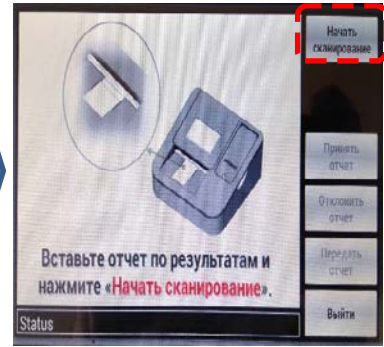 Начать
сканирование
Принять
отчет
Отклонить
отчет
Передать
отчет
Вставьте отчет по результатам и
нажмите «Начать сканирование».
Выйти
Status